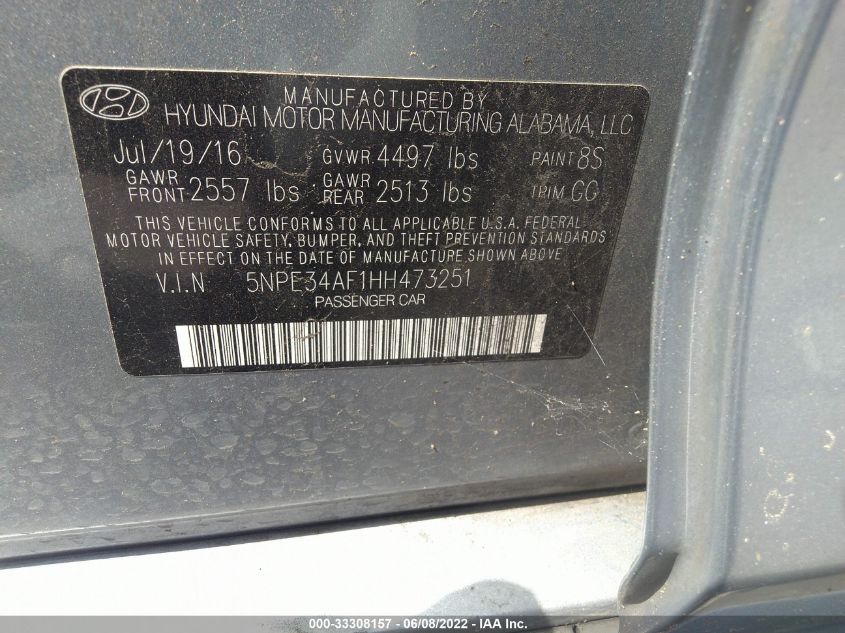 MANUFACTURED BY
HYUNDAI MOTOR MANUFACTURING ALABAMA, LLC
Jul/19/16 GVWR 4497 lbs PAINT 8S
GAWR FRONT 2557 lbs GAWR REAR 2513 lbs TRIM GG
THIS VEHICLE CONFORMS TO ALL APPLICABLE U.S.A. FEDERAL
MOTOR VEHICLE SAFETY, BUMPER, AND THEFT PREVENTION STANDARDS
IN EFFECT ON THE DATE OF MANUFACTURE SHOWN ABOVE.
V.I.N 5NPE34AF1HH473251
PASSENGER CAR
000-33308157 - 06/08/2022 - IAA Inc.